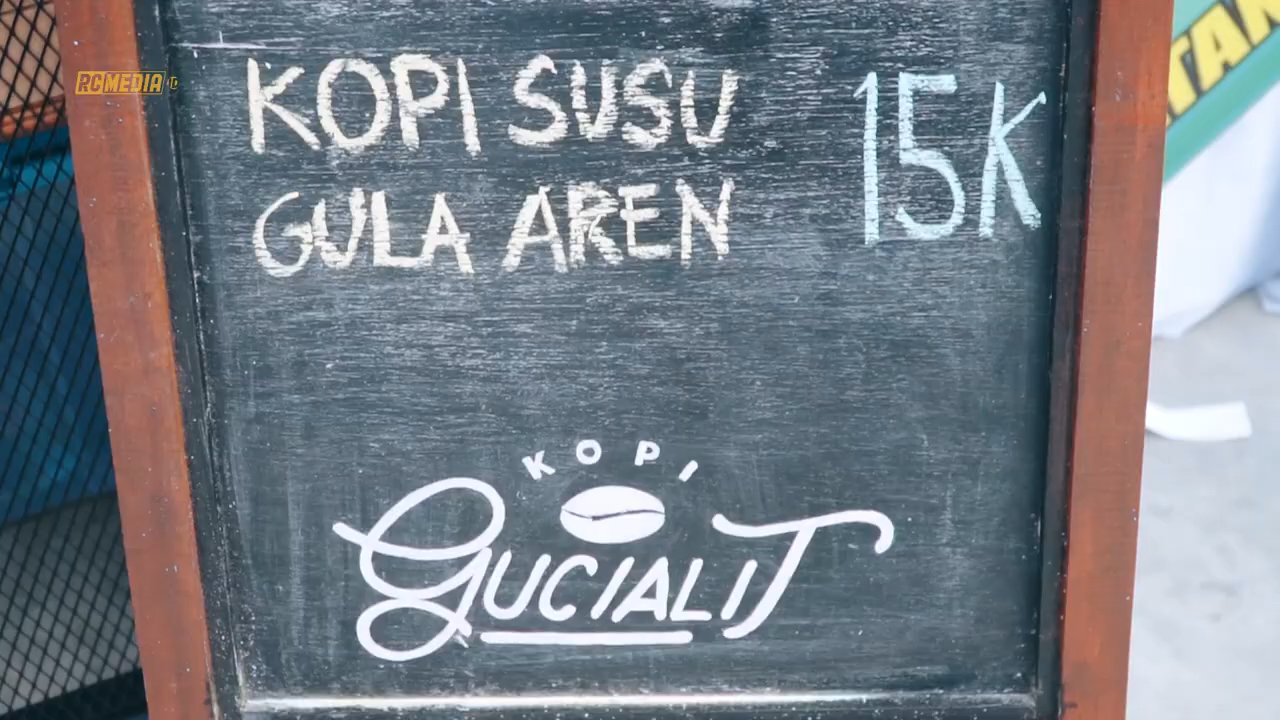 RCMEDIA
KOPI SUSU 15K
GULA AREN
KOPI
GUCIALIT